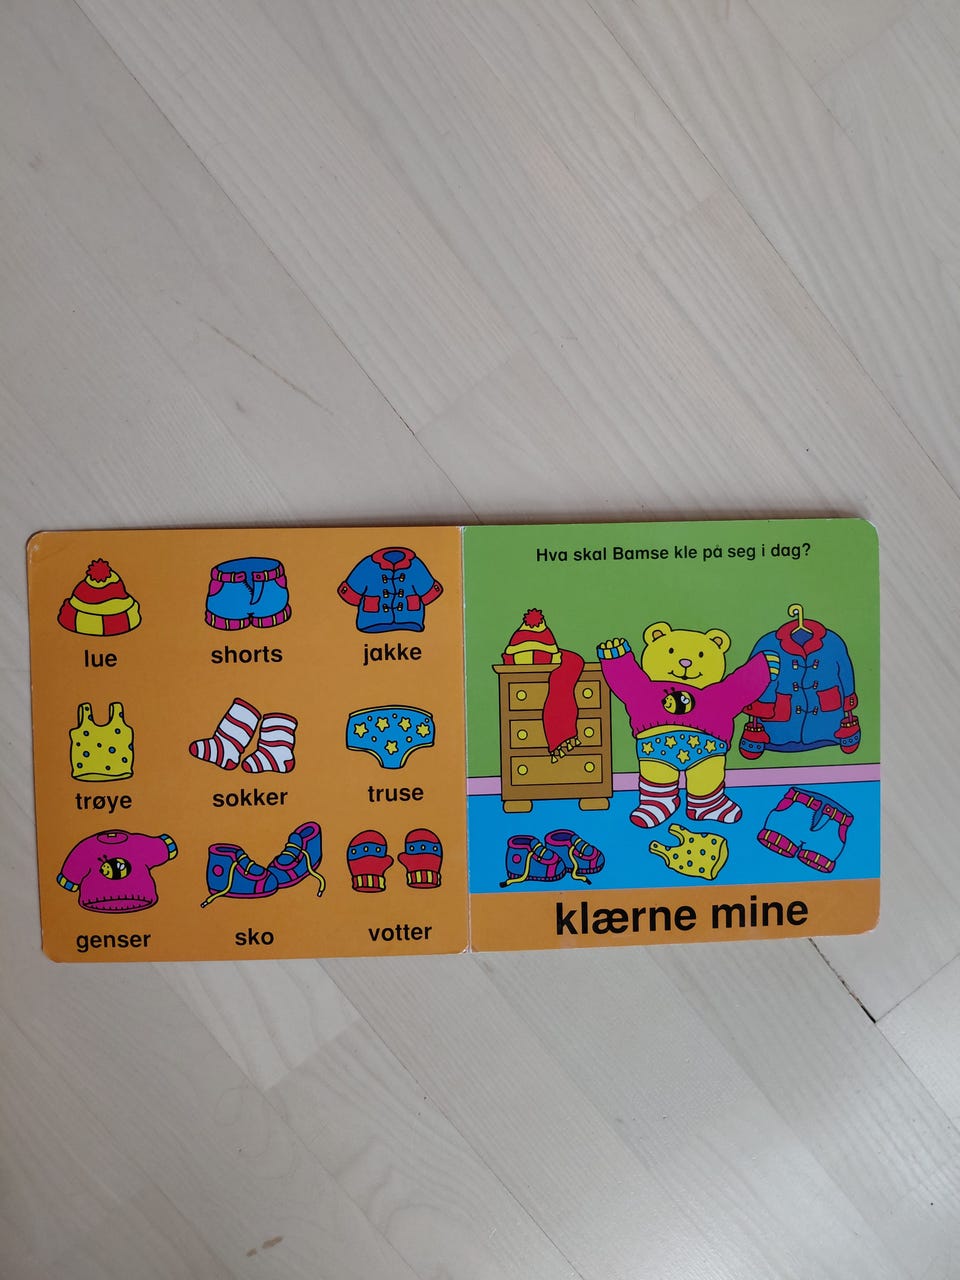 lue
shorts
jakke
trøye
sokker
truse
genser
sko
votter
Hva skal Bamse kle på seg i dag?
klærne mine